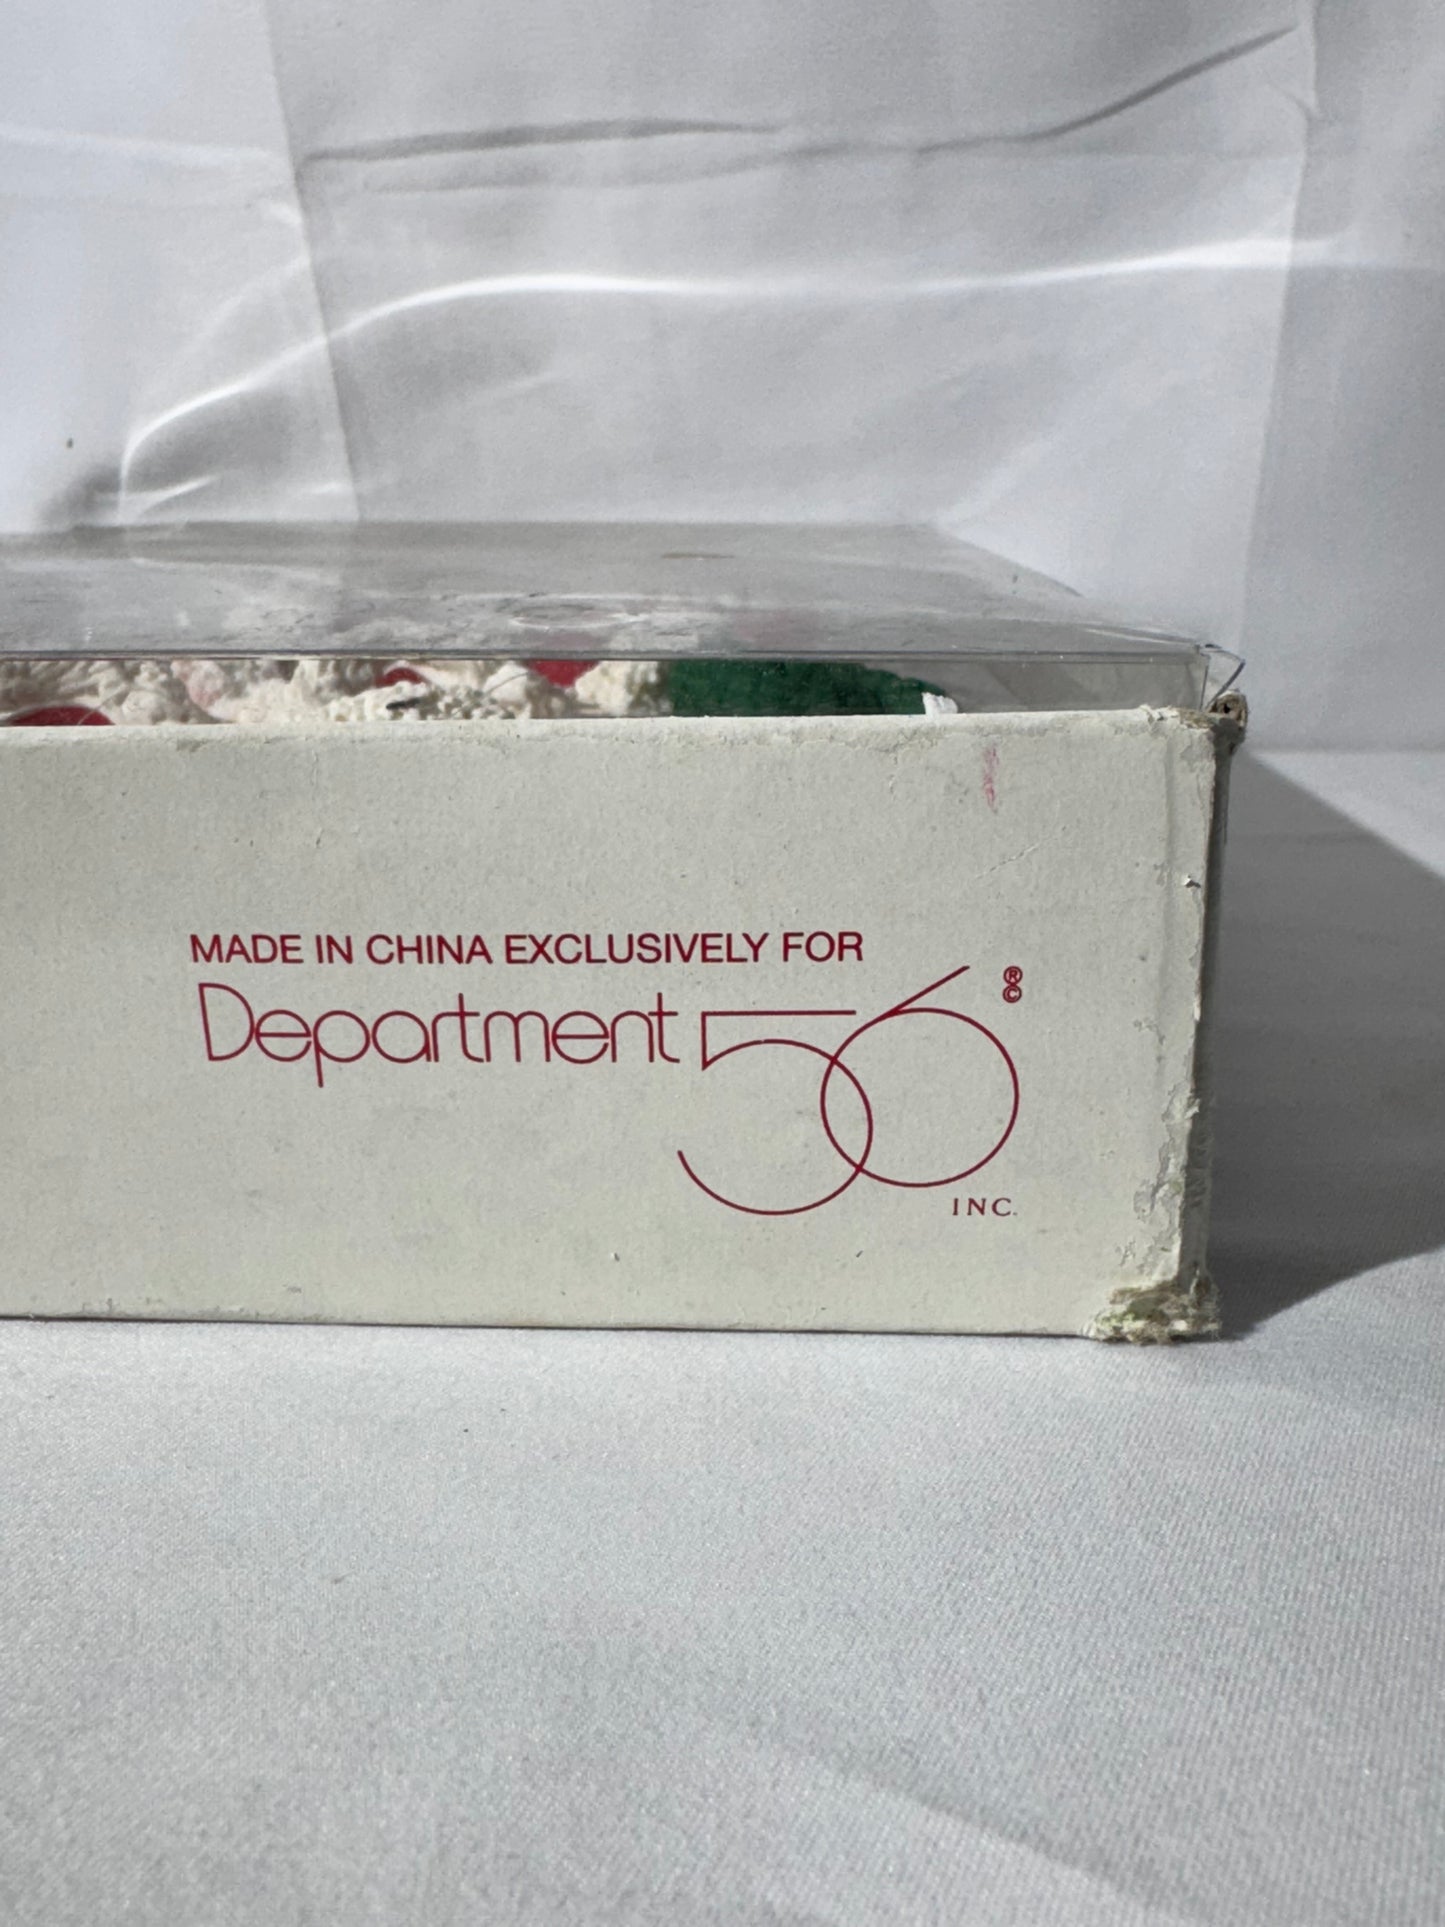 MADE IN CHINA EXCLUSIVELY FOR
Department 56 ®
©
INC.